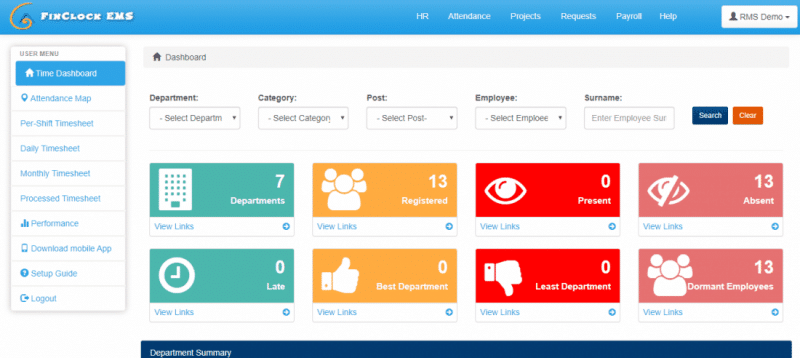 FINCLOCK EMS
HR Attendance Projects Requests Payroll Help
RMS Demo
USER MENU
Time Dashboard
Attendance Map
Per-Shift Timesheet
Daily Timesheet
Monthly Timesheet
Processed Timesheet
Performance
Download mobile App
Setup Guide
Logout
Dashboard
Department: Category: Post: Employee: Surname:
- Select Departm - Select Category - Select Post- - Select Employee Enter Employee Sur Search Clear
7 13 0 13
Departments Registered Present Absent
View Links View Links View Links View Links
0 0 0 13
Late Best Department Least Department Dormant Employees
View Links View Links View Links View Links
Department Summary